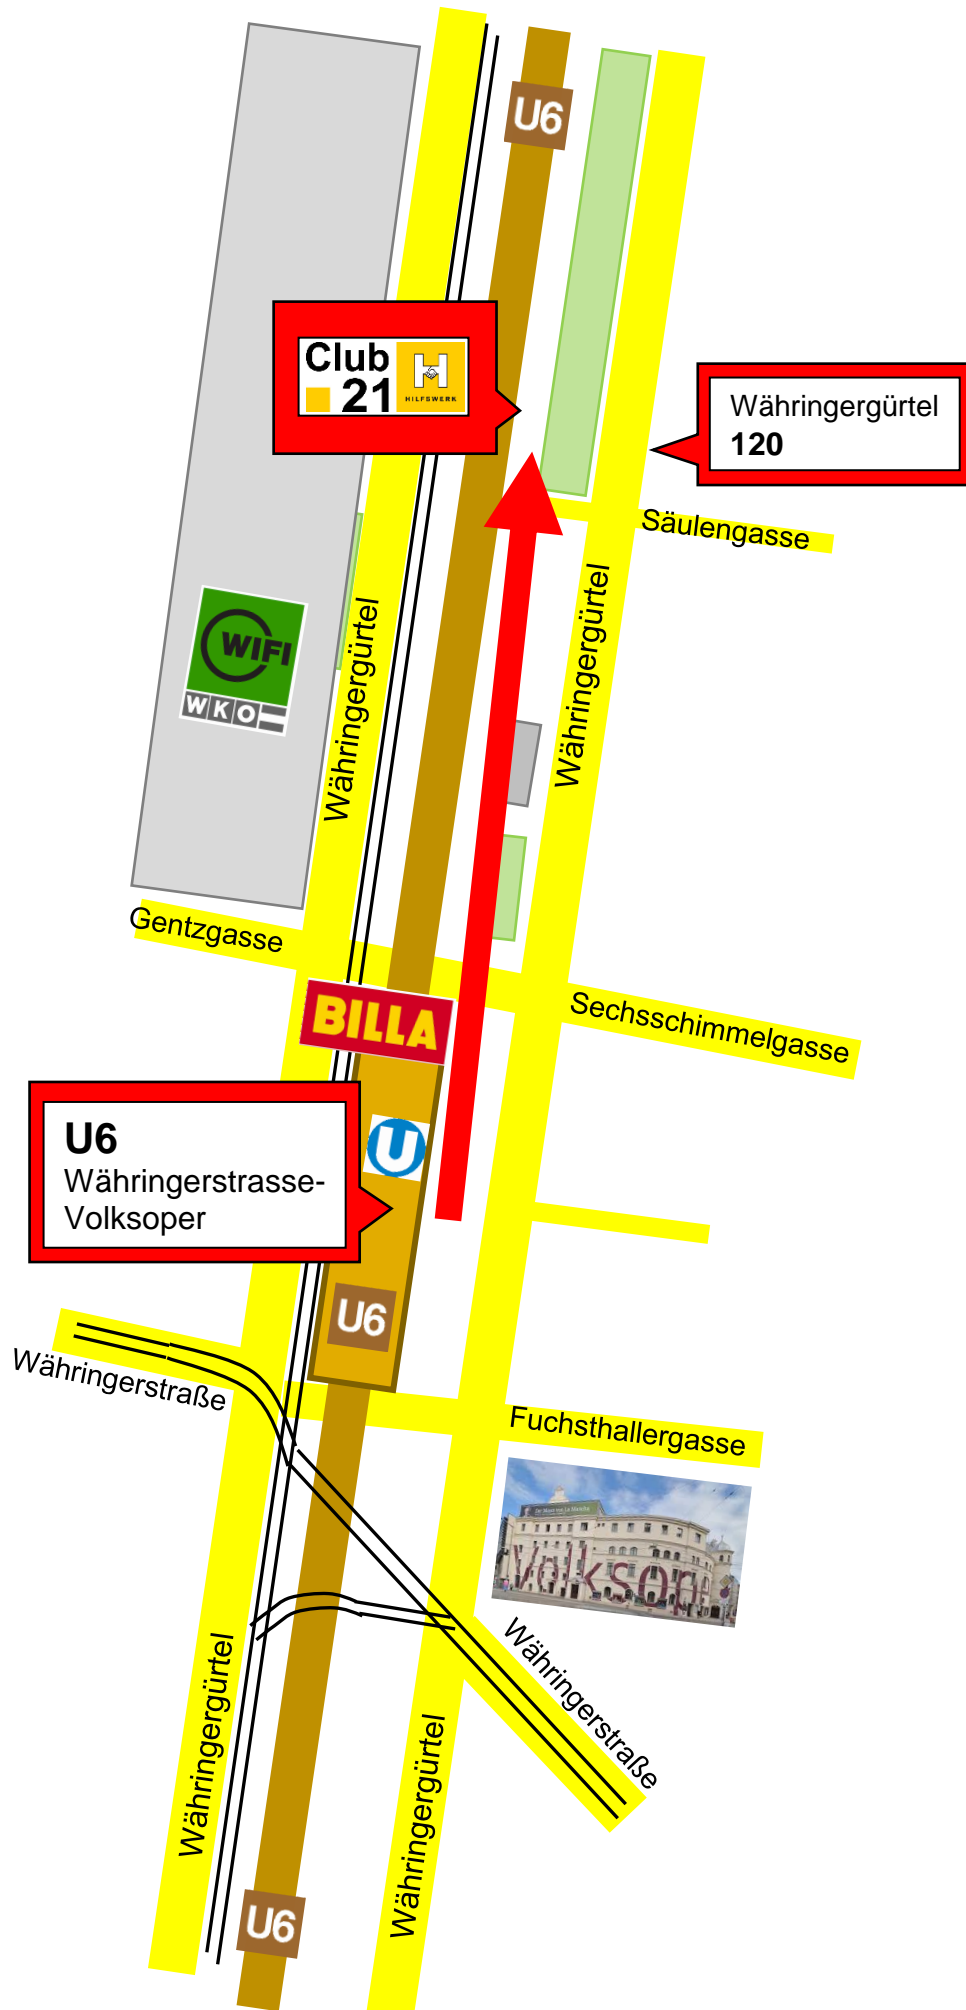 U6
Club
21
HILFSWERK
Währingergürtel
120
Säulengasse
WIFI
WKO
Währingergürtel
Währingergürtel
Gentzgasse
Sechsschimmelgasse
BILLA
U6
Währingerstrasse-
Volksoper
U
U6
Währingerstraße
Fuchsthallergasse
Volksope
Währingerstraße
Währingergürtel
Währingergürtel
U6